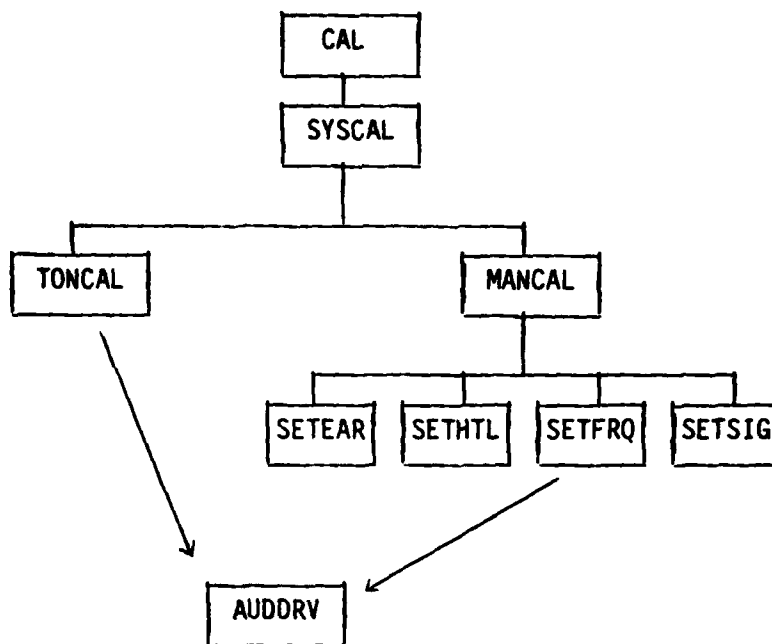 CAL
SYSCAL
TONCAL MANCAL
SETEAR SETHTL SETFRQ SETSIG
AUDDRV